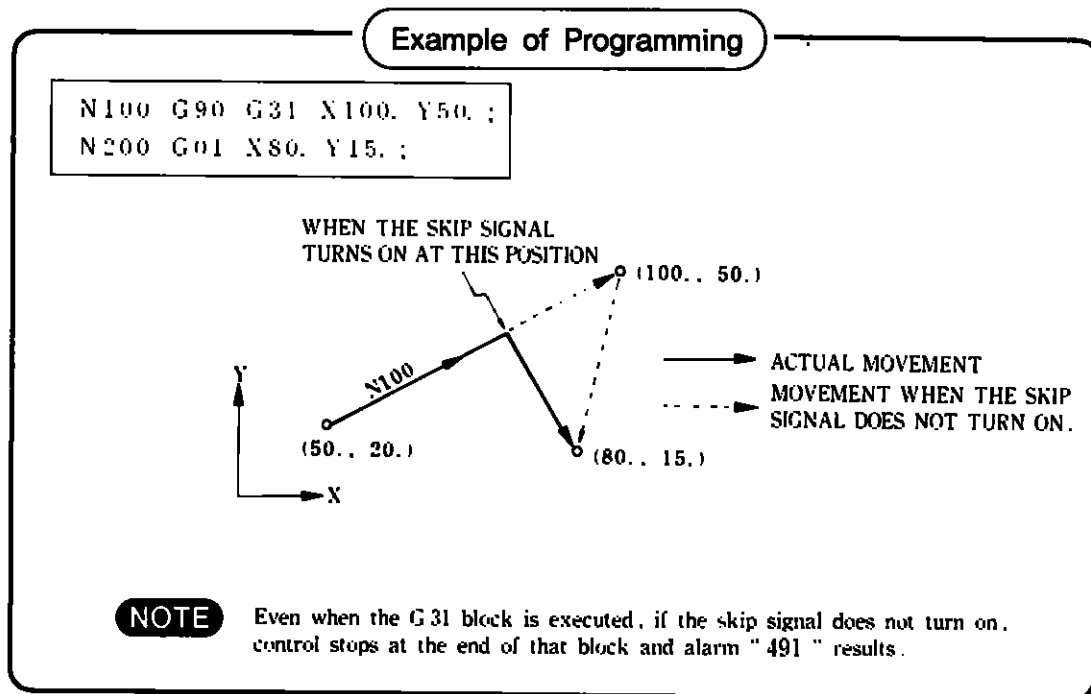 Example of Programming
N100 G90 G31 X100. Y50. ;
N200 G01 X80. Y15. ;
WHEN THE SKIP SIGNAL
TURNS ON AT THIS POSITION
(100. , 50.)
N100
Y
(50. , 20.)
X
(80. , 15.)
ACTUAL MOVEMENT
MOVEMENT WHEN THE SKIP
SIGNAL DOES NOT TURN ON.
NOTE
Even when the G 31 block is executed, if the skip signal does not turn on,
control stops at the end of that block and alarm " 491 " results.